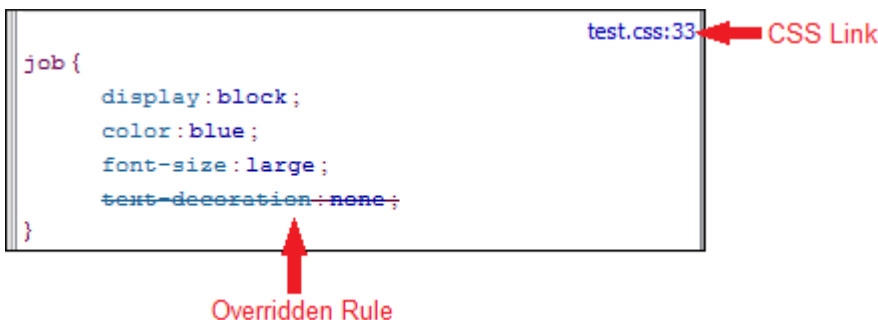 test.css:33 CSS Link
job{
display:block;
color:blue;
font-size:large;
text-decoration:none;
}
Overridden Rule